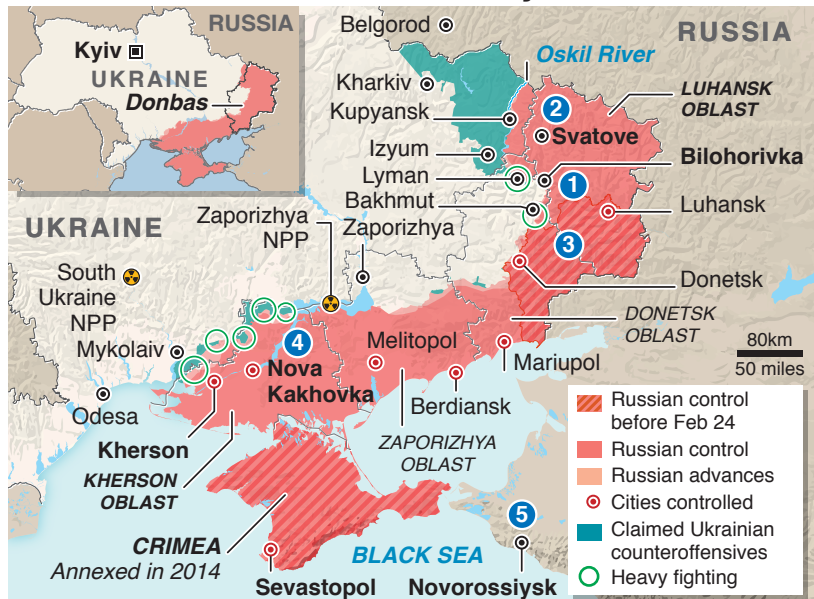 RUSSIA
Kyiv
UKRAINE
Donbas
Belgorod
RUSSIA
Oskil River
Kharkiv
LUHANSK
OBLAST
Kupyansk
2
Svatove
Izyum
Bilohorivka
Lyman
1
Bakhmut
Luhansk
UKRAINE
Zaporizhya
NPP
Zaporizhya
3
South
Ukraine
NPP
Donetsk
DONETSK
OBLAST
Mykolaiv
4
Melitopol
Mariupol
80km
50 miles
Nova
Kakhovka
Odesa
Berdiansk
Kherson
ZAPORIZHYA
OBLAST
KHERSON
OBLAST
CRIMEA
Annexed in 2014
BLACK SEA
5
Sevastopol
Novorossiysk
Russian control
before Feb 24
Russian control
Russian advances
Cities controlled
Claimed Ukrainian
counteroffensives
Heavy fighting